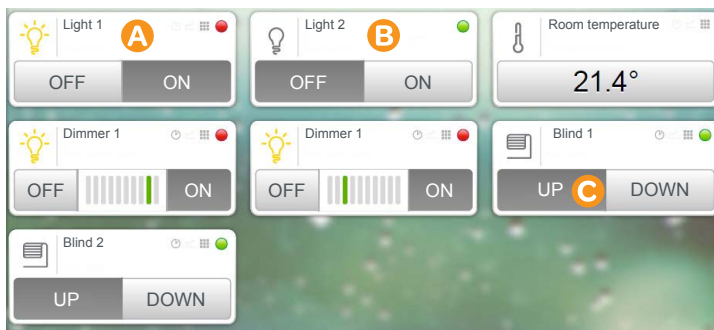 Light 1
A
OFF ON
Light 2
B
OFF ON
Room temperature
21.4°
Dimmer 1
OFF ON
Dimmer 1
OFF ON
Blind 1
UP C DOWN
Blind 2
UP DOWN